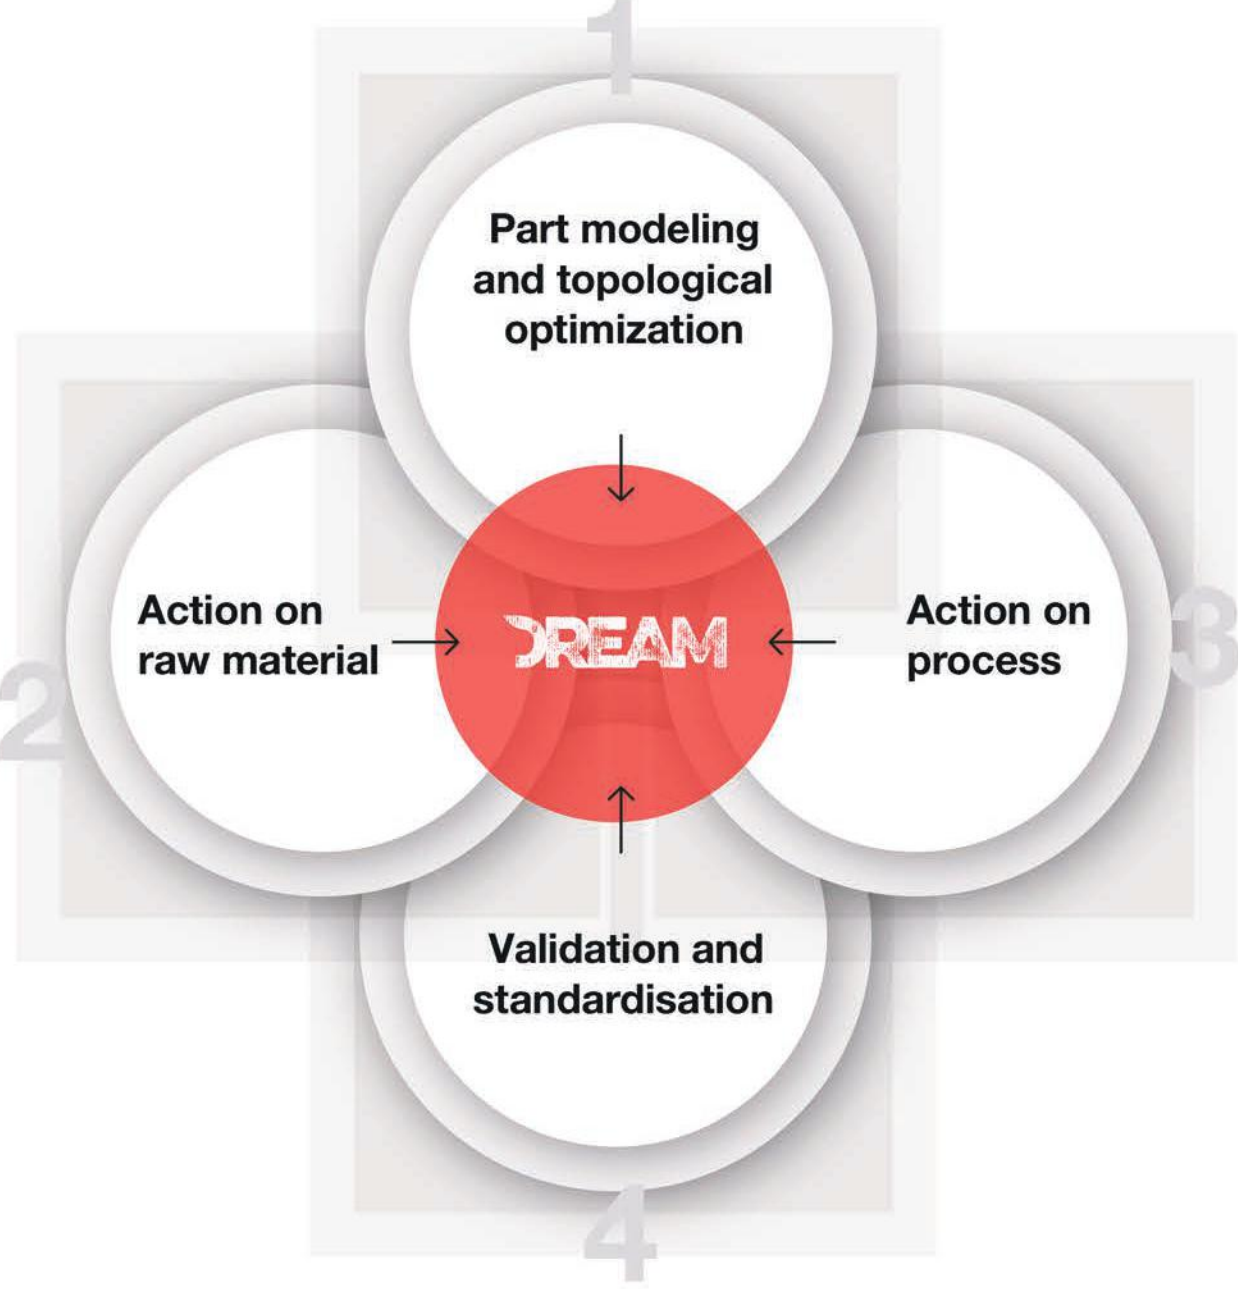 1
Part modeling
and topological
optimization
2
Action on
raw material
DREAM
Action on
process
3
Validation and
standardisation
4